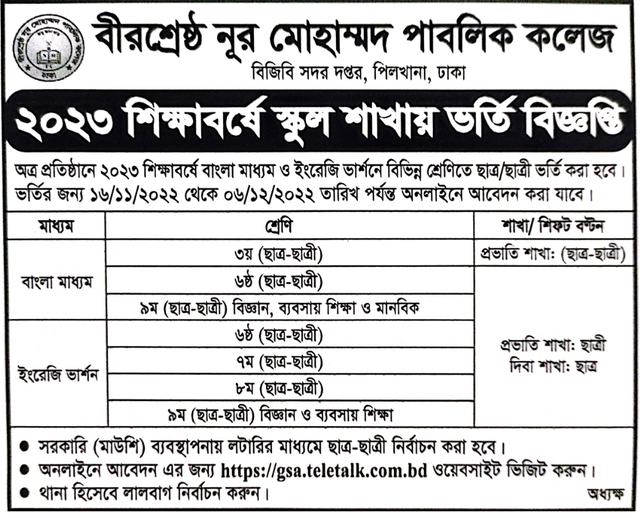 বীরশ্রেষ্ঠ নূর মোহাম্মদ পাবলিক কলেজ
বিজিবি সদর দপ্তর, পিলখানা, ঢাকা
২০২৩ শিক্ষাবর্ষে স্কুল শাখায় ভর্তি বিজ্ঞপ্তি
অত্র প্রতিষ্ঠানে ২০২৩ শিক্ষাবর্ষে বাংলা মাধ্যম ও ইংরেজি ভার্শনে বিভিন্ন শ্রেণিতে ছাত্র/ছাত্রী ভর্তি করা হবে।
ভর্তির জন্য ১৬/১১/২০২২ থেকে ০৬/১২/২০২২ তারিখ পর্যন্ত অনলাইনে আবেদন করা যাবে।
মাধ্যম শ্রেণি শাখা/ শিফট বণ্টন
বাংলা মাধ্যম
৩য় (ছাত্র-ছাত্রী) প্রভাতি শাখা: (ছাত্র-ছাত্রী)
৬ষ্ঠ (ছাত্র-ছাত্রী)
৯ম (ছাত্র-ছাত্রী) বিজ্ঞান, ব্যবসায় শিক্ষা ও মানবিক
ইংরেজি ভার্শন
৬ষ্ঠ (ছাত্র-ছাত্রী)
৭ম (ছাত্র-ছাত্রী)
৮ম (ছাত্র-ছাত্রী)
৯ম (ছাত্র-ছাত্রী) বিজ্ঞান ও ব্যবসায় শিক্ষা
প্রভাতি শাখা: ছাত্রী
দিবা শাখা: ছাত্র
● সরকারি (মাউশি) ব্যবস্থাপনায় লটারির মাধ্যমে ছাত্র-ছাত্রী নির্বাচন করা হবে।
● অনলাইনে আবেদন এর জন্য https://gsa.teletalk.com.bd ওয়েবসাইট ভিজিট করুন।
● থানা হিসেবে লালবাগ নির্বাচন করুন।
অধ্যক্ষ